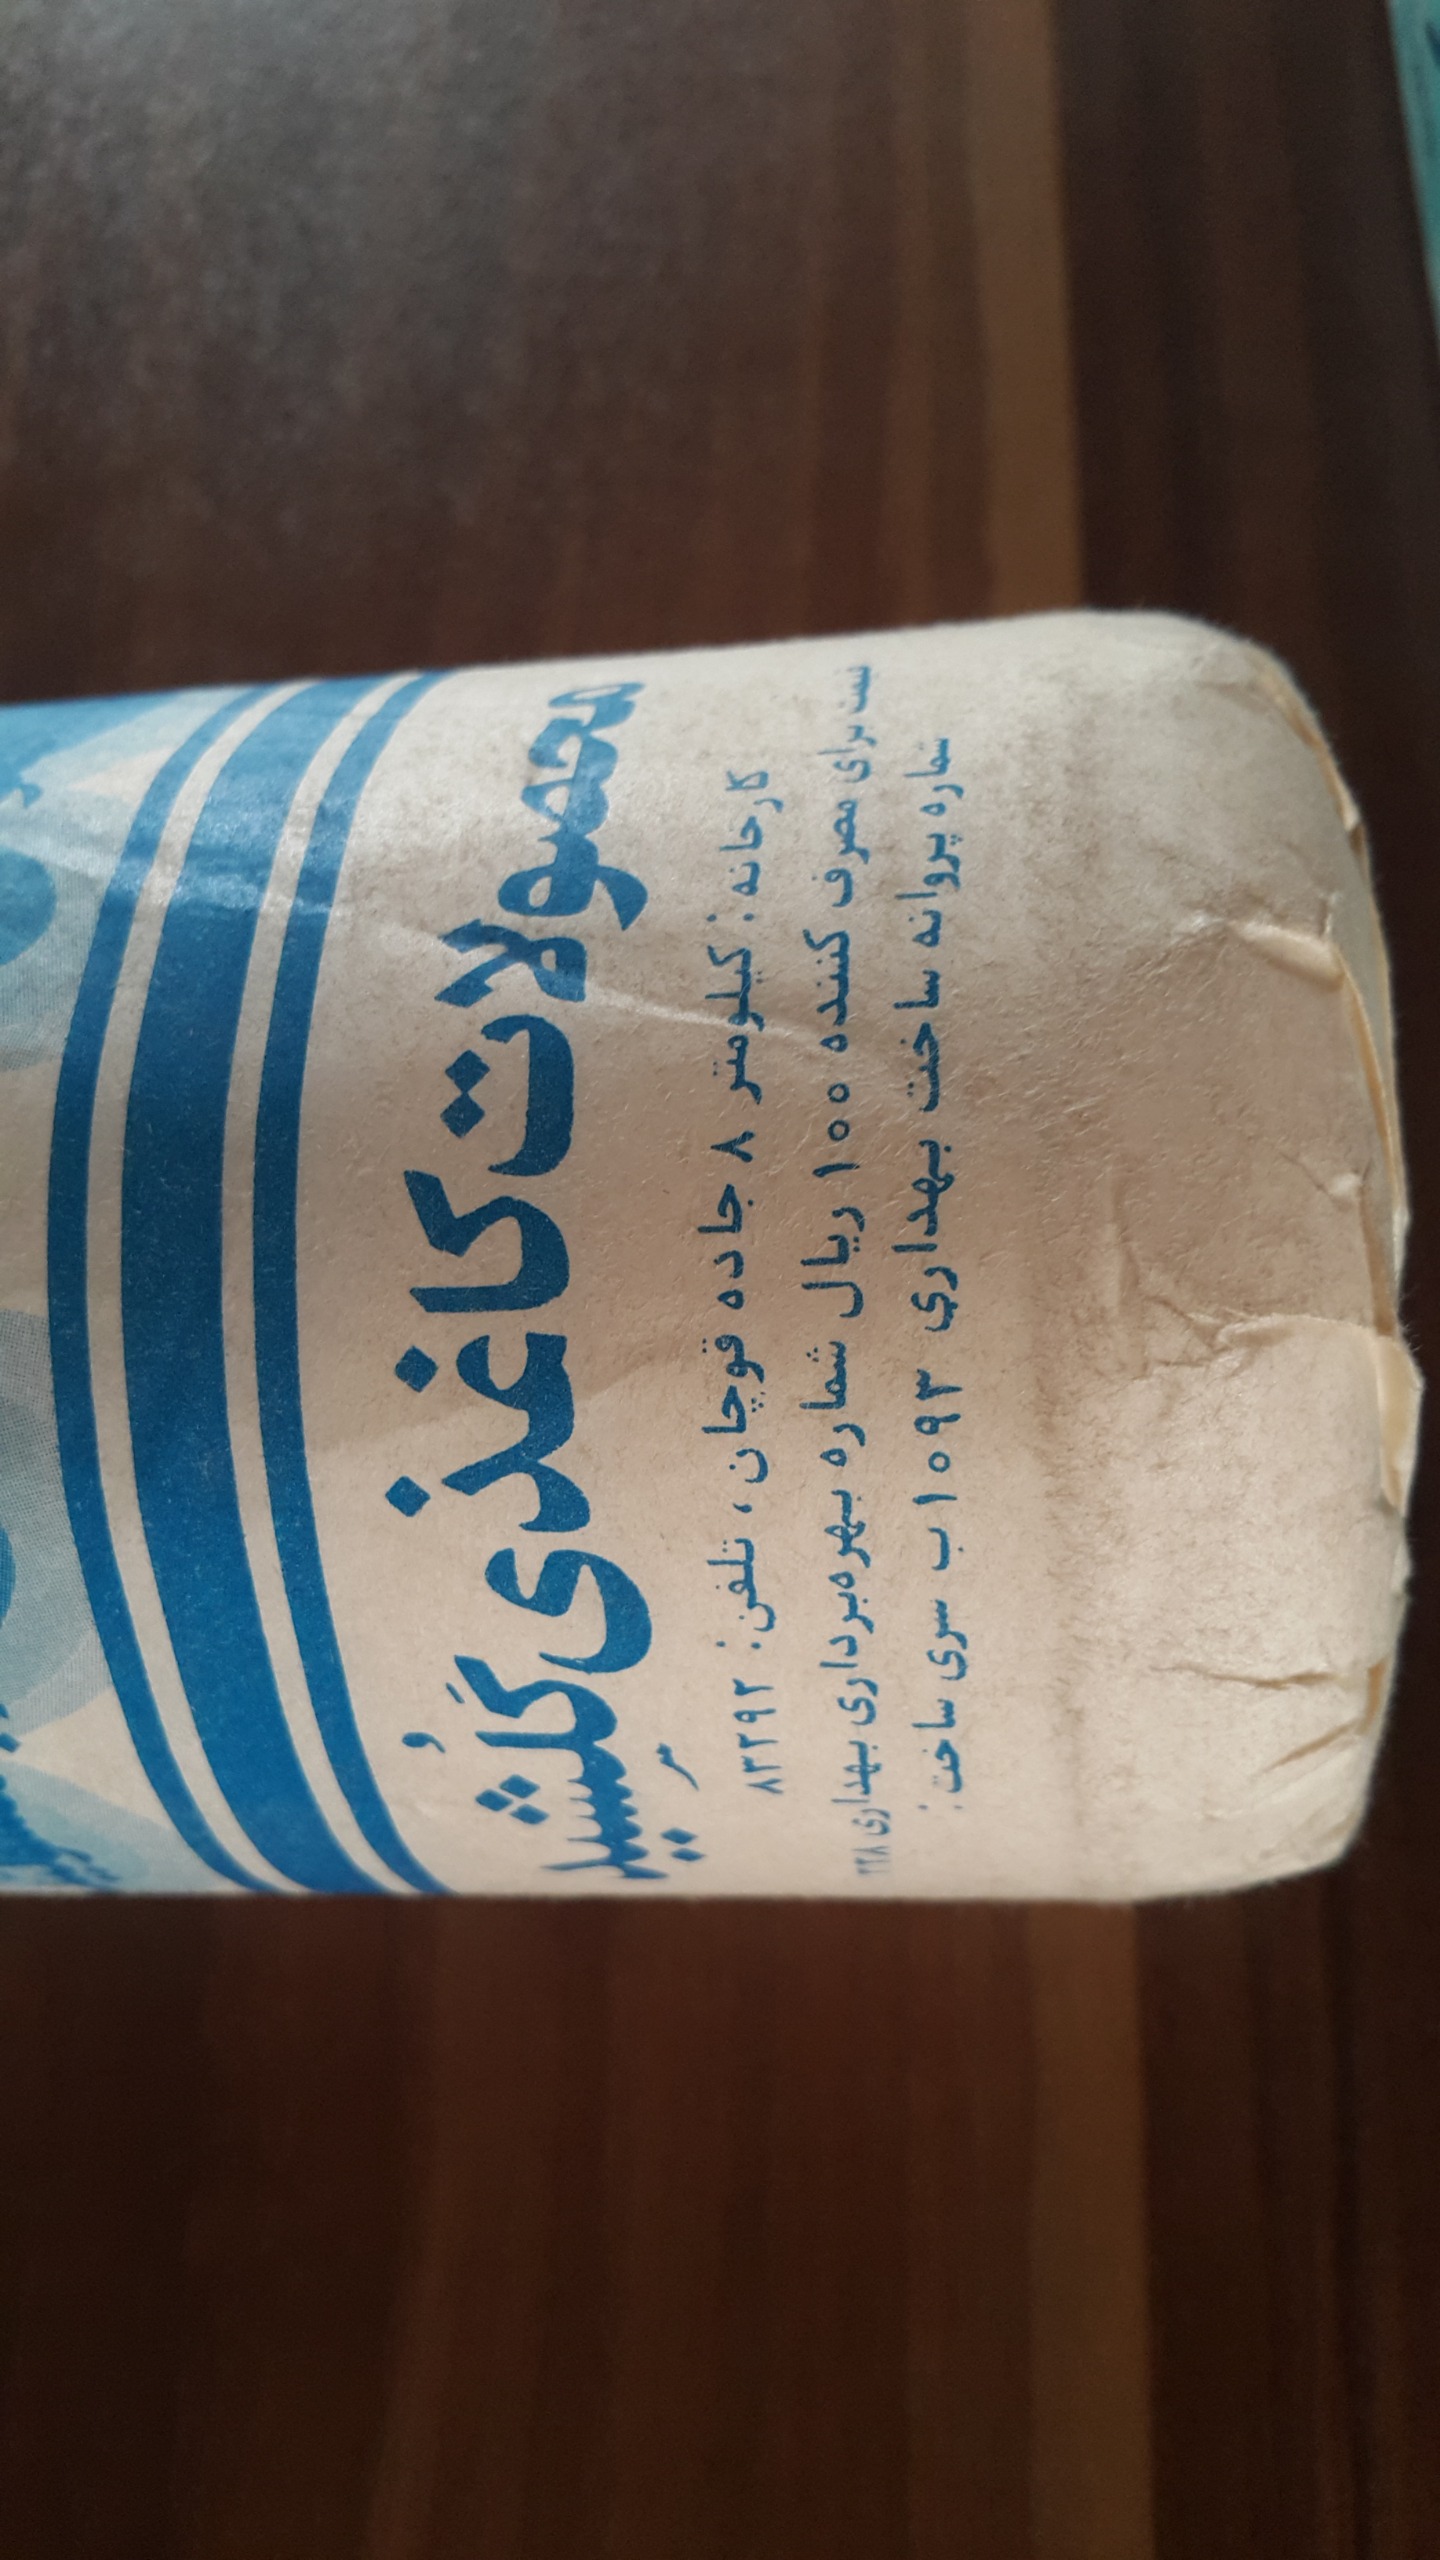 محصولات کاغذی گلشید
کارخانه: کیلومتر ۸ جاده قوچان، تلفن: ۸۳۲۹۲
برای مصرف کننده ۱۰۰ ریال شماره بهره‌برداری بهداری ۲۲۸
شماره پروانه ساخت بهداری ۱۰۹۳ ب سری ساخت: